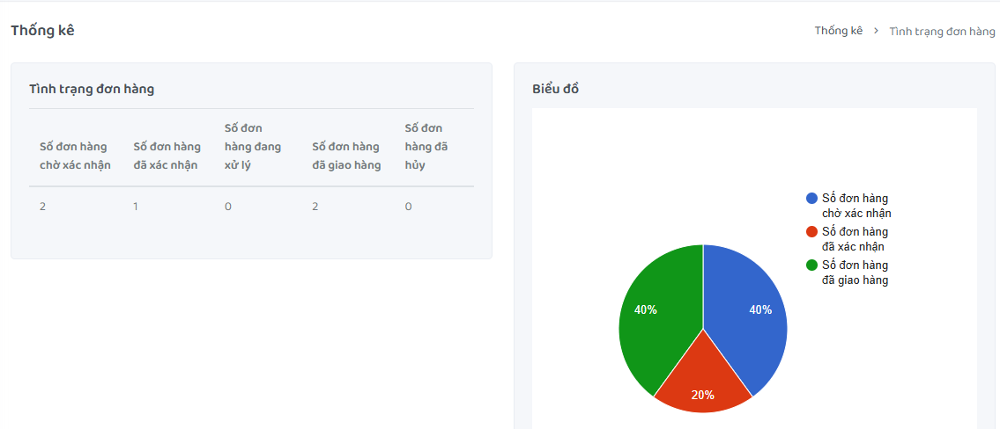 Thống kê
Thống kê > Tình trạng đơn hàng
Tình trạng đơn hàng
Số đơn hàng
chờ xác nhận
Số đơn hàng
đã xác nhận
Số đơn
hàng đang
xử lý
Số đơn hàng
đã giao hàng
Số đơn
hàng đã
hủy
2 1 0 2 0
Biểu đồ
Số đơn hàng
chờ xác nhận
Số đơn hàng
đã xác nhận
Số đơn hàng
đã giao hàng
40% 40%
20%